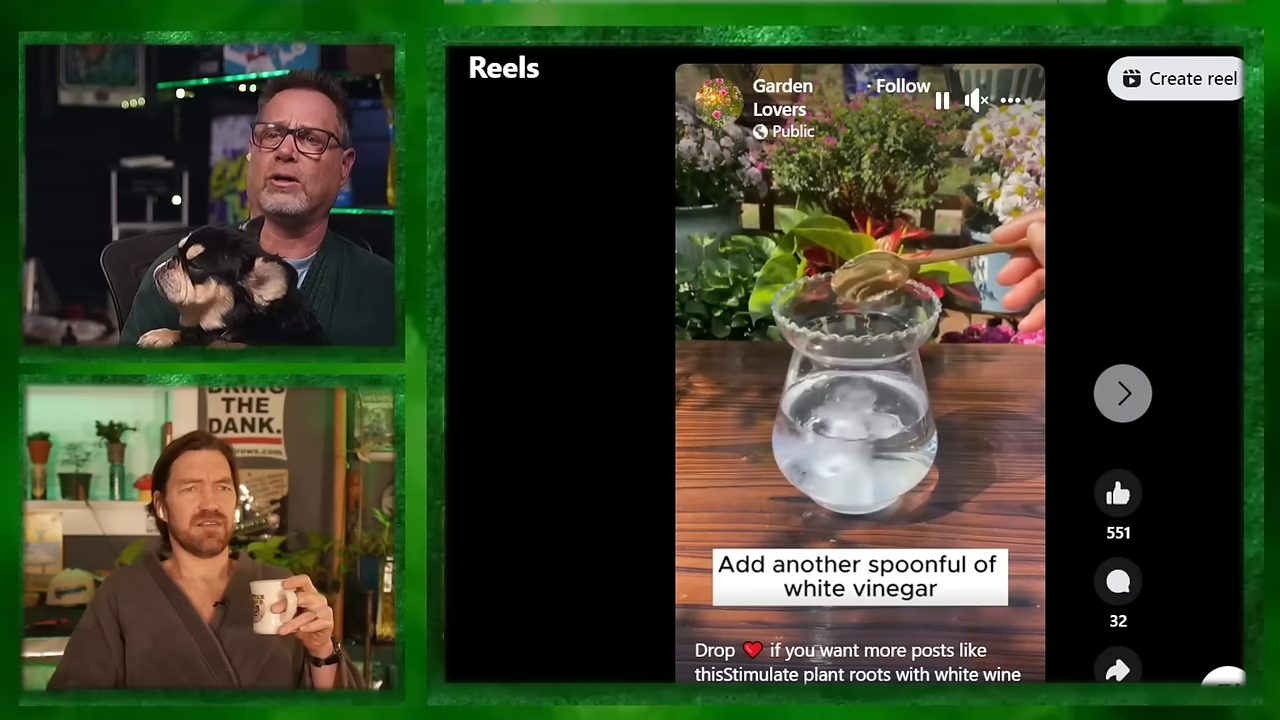 Reels
Create reel
Garden
Lovers
· Follow
Public
BRING
THE
DANK.
Add another spoonful of
white vinegar
551
32
Drop ❤️ if you want more posts like
thisStimulate plant roots with white wine